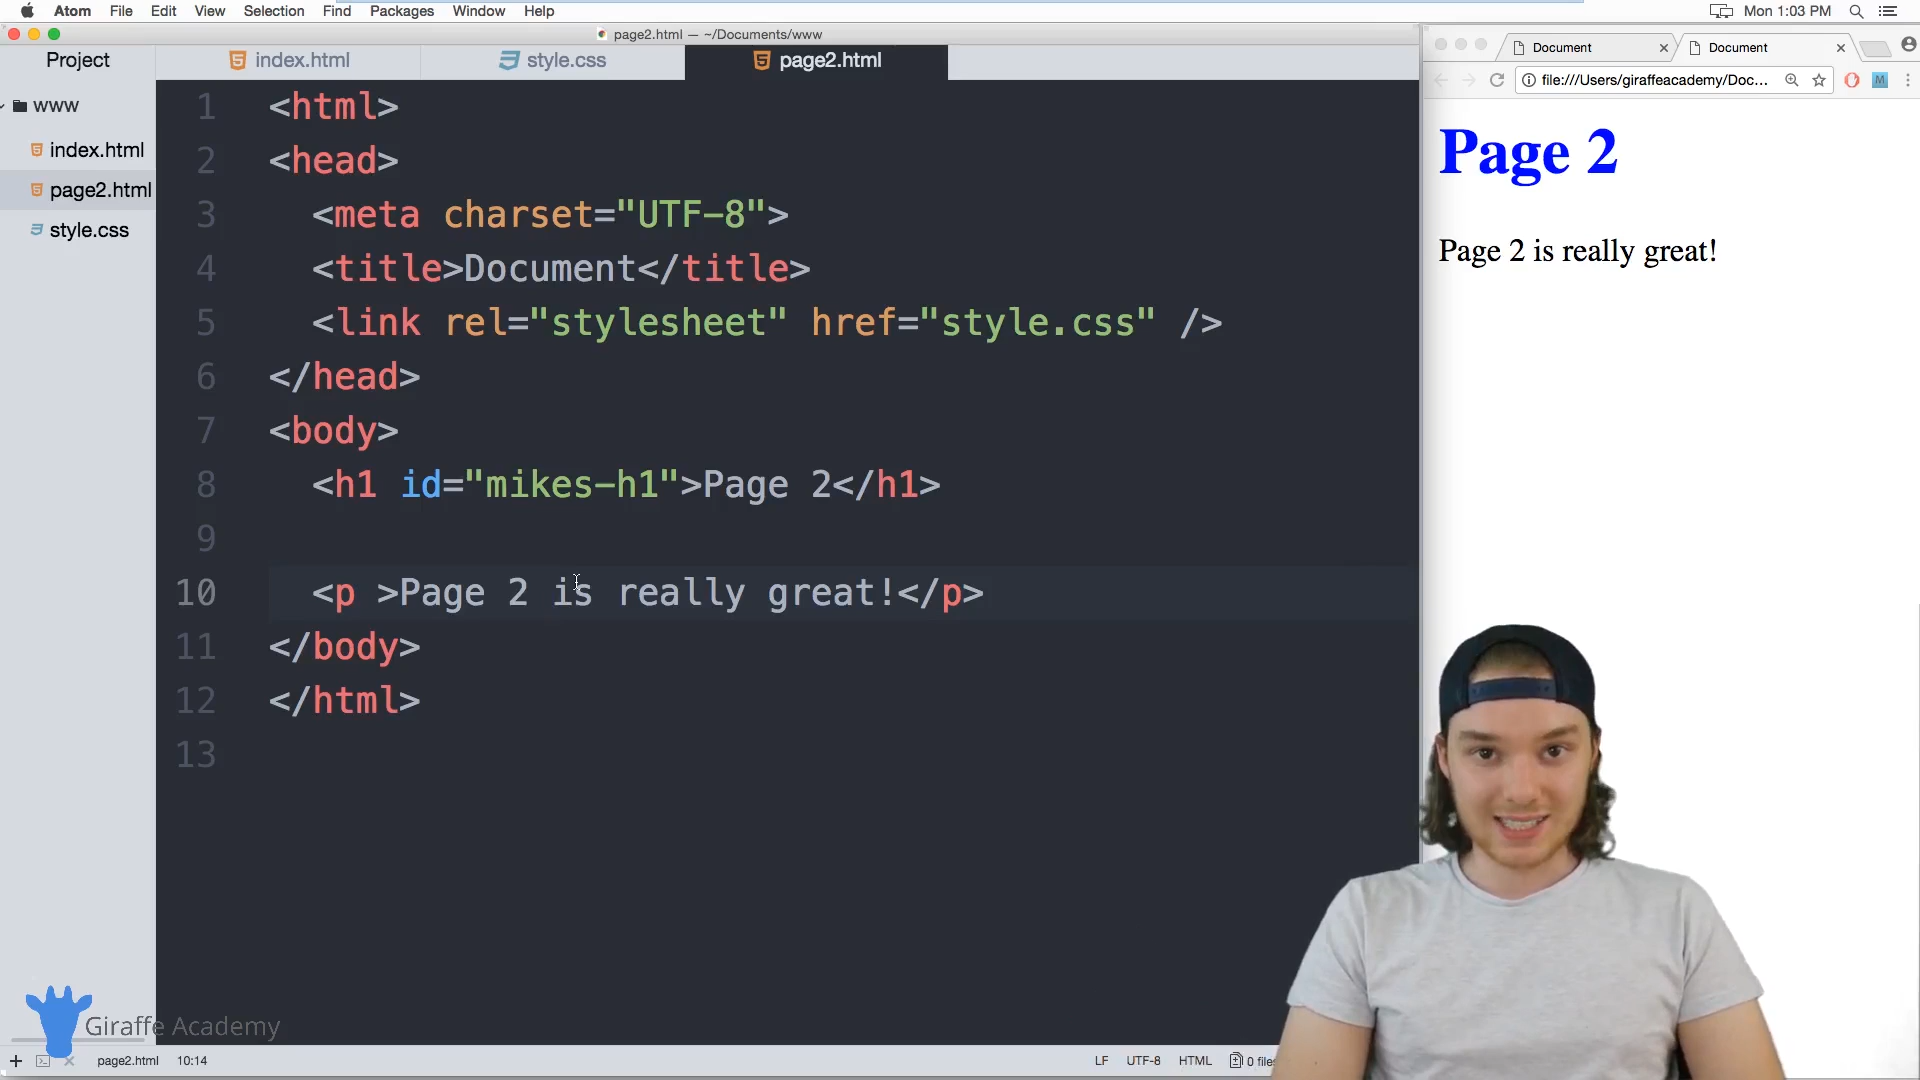 Atom File Edit View Selection Find Packages Window Help Mon 1:03 PM
page2.html — ~/Documents/www
Project index.html style.css page2.html
www
index.html
page2.html
style.css
1 <html>
2 <head>
3 <meta charset="UTF-8">
4 <title>Document</title>
5 <link rel="stylesheet" href="style.css" />
6 </head>
7 <body>
8 <h1 id="mikes-h1">Page 2</h1>
9
10 <p >Page 2 is really great!</p>
11 </body>
12 </html>
13
Document Document
file:///Users/giraffeacademy/Doc... M
Page 2
Page 2 is really great!
Giraffe Academy
page2.html 10:14 LF UTF-8 HTML 0 files